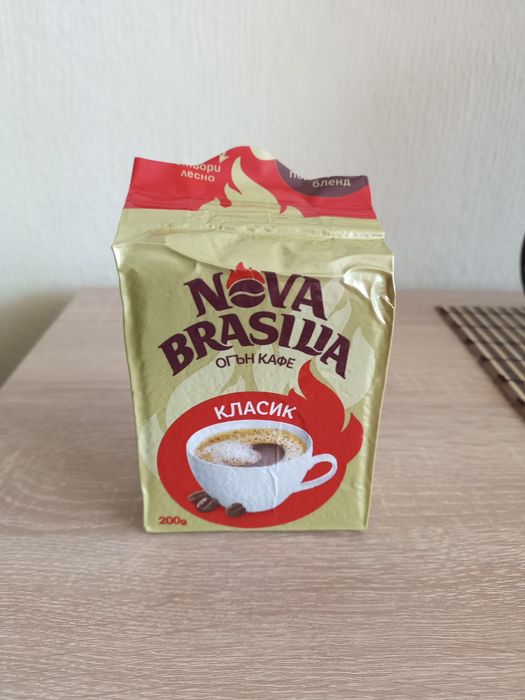 лесно
бленд
NOVA
BRASILIA
ОГЪН КАФЕ
КЛАСИК
200g